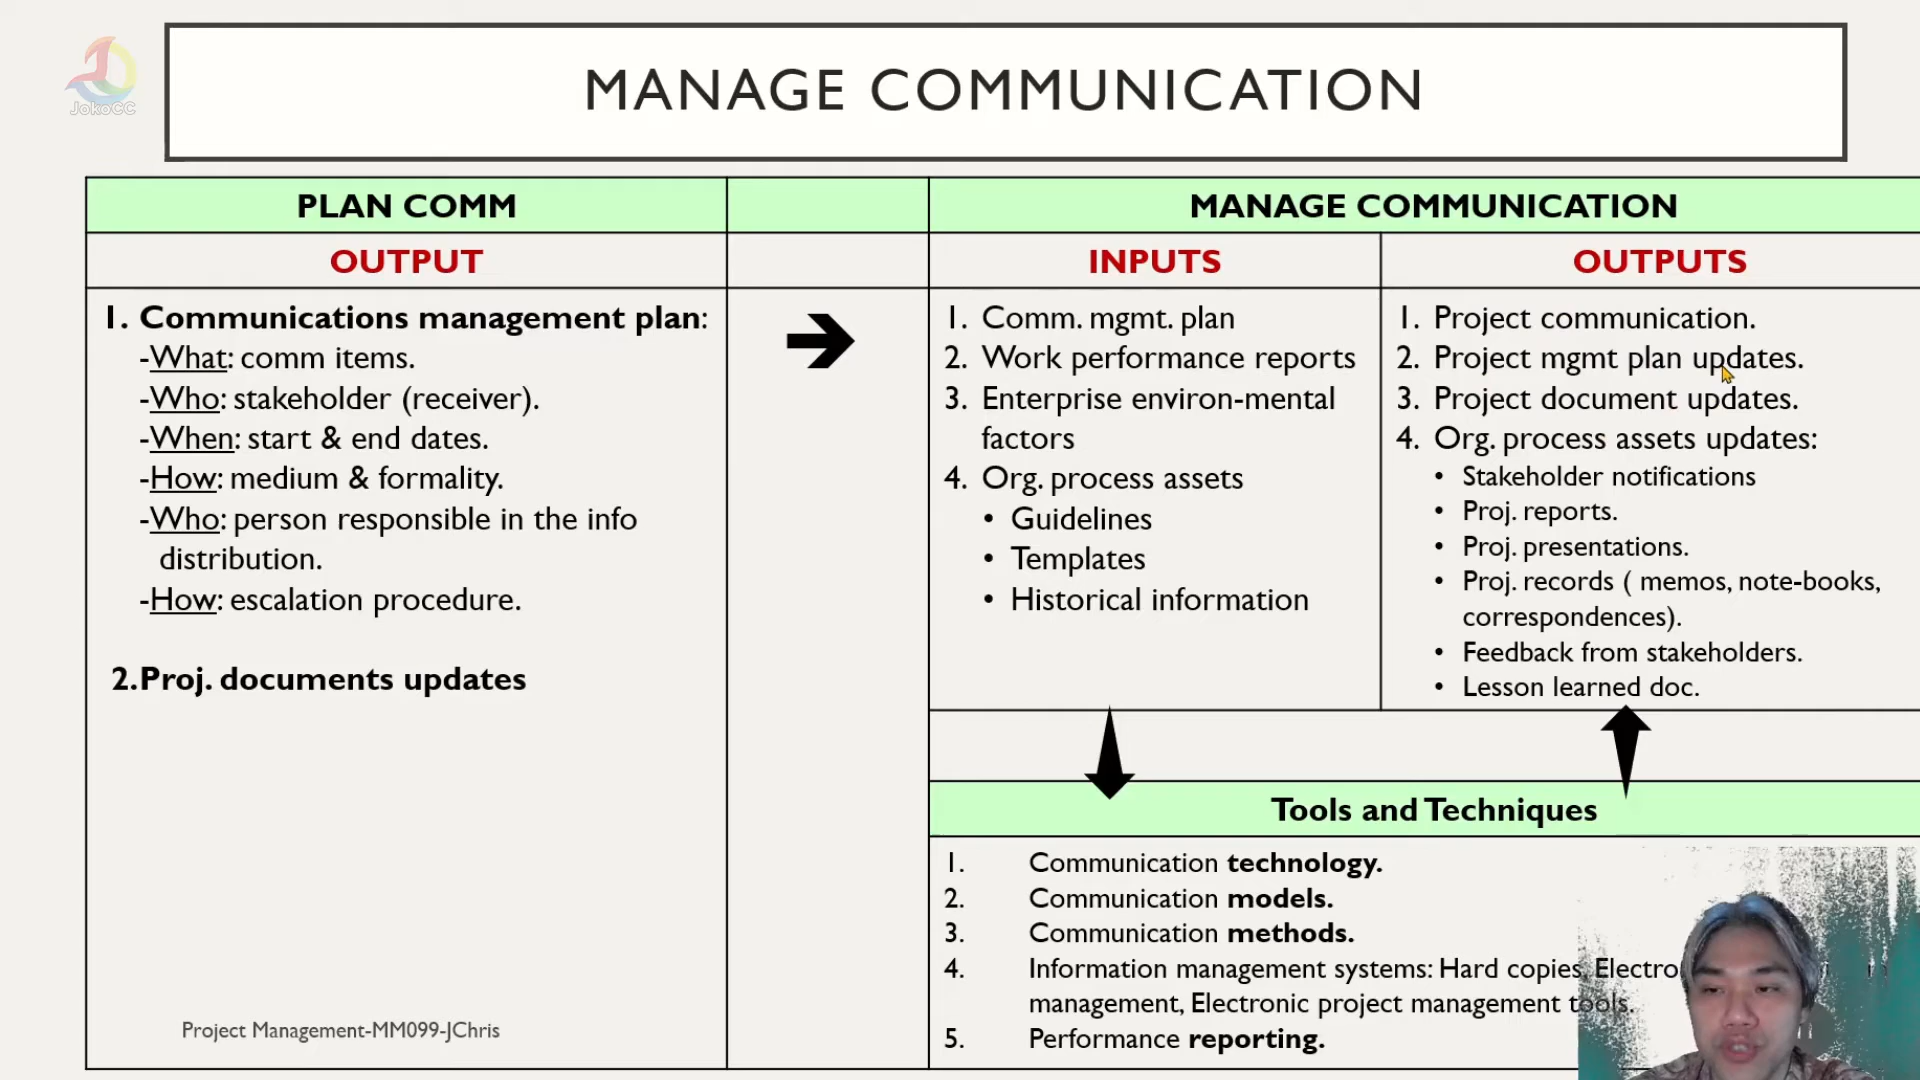 JokoCC
MANAGE COMMUNICATION
PLAN COMM
MANAGE COMMUNICATION
OUTPUT
INPUTS
OUTPUTS
1. Communications management plan:
-What: comm items.
-Who: stakeholder (receiver).
-When: start & end dates.
-How: medium & formality.
-Who: person responsible in the info
distribution.
-How: escalation procedure.
2.Proj. documents updates
1. Comm. mgmt. plan
2. Work performance reports
3. Enterprise environ-mental
factors
4. Org. process assets
• Guidelines
• Templates
• Historical information
1. Project communication.
2. Project mgmt plan updates.
3. Project document updates.
4. Org. process assets updates:
• Stakeholder notifications
• Proj. reports.
• Proj. presentations.
• Proj. records ( memos, note-books,
correspondences).
• Feedback from stakeholders.
• Lesson learned doc.
Tools and Techniques
1. Communication technology.
2. Communication models.
3. Communication methods.
4. Information management systems: Hard copies,
management, Electronic project management tools.
5. Performance reporting.
Project Management-MM099-JChris